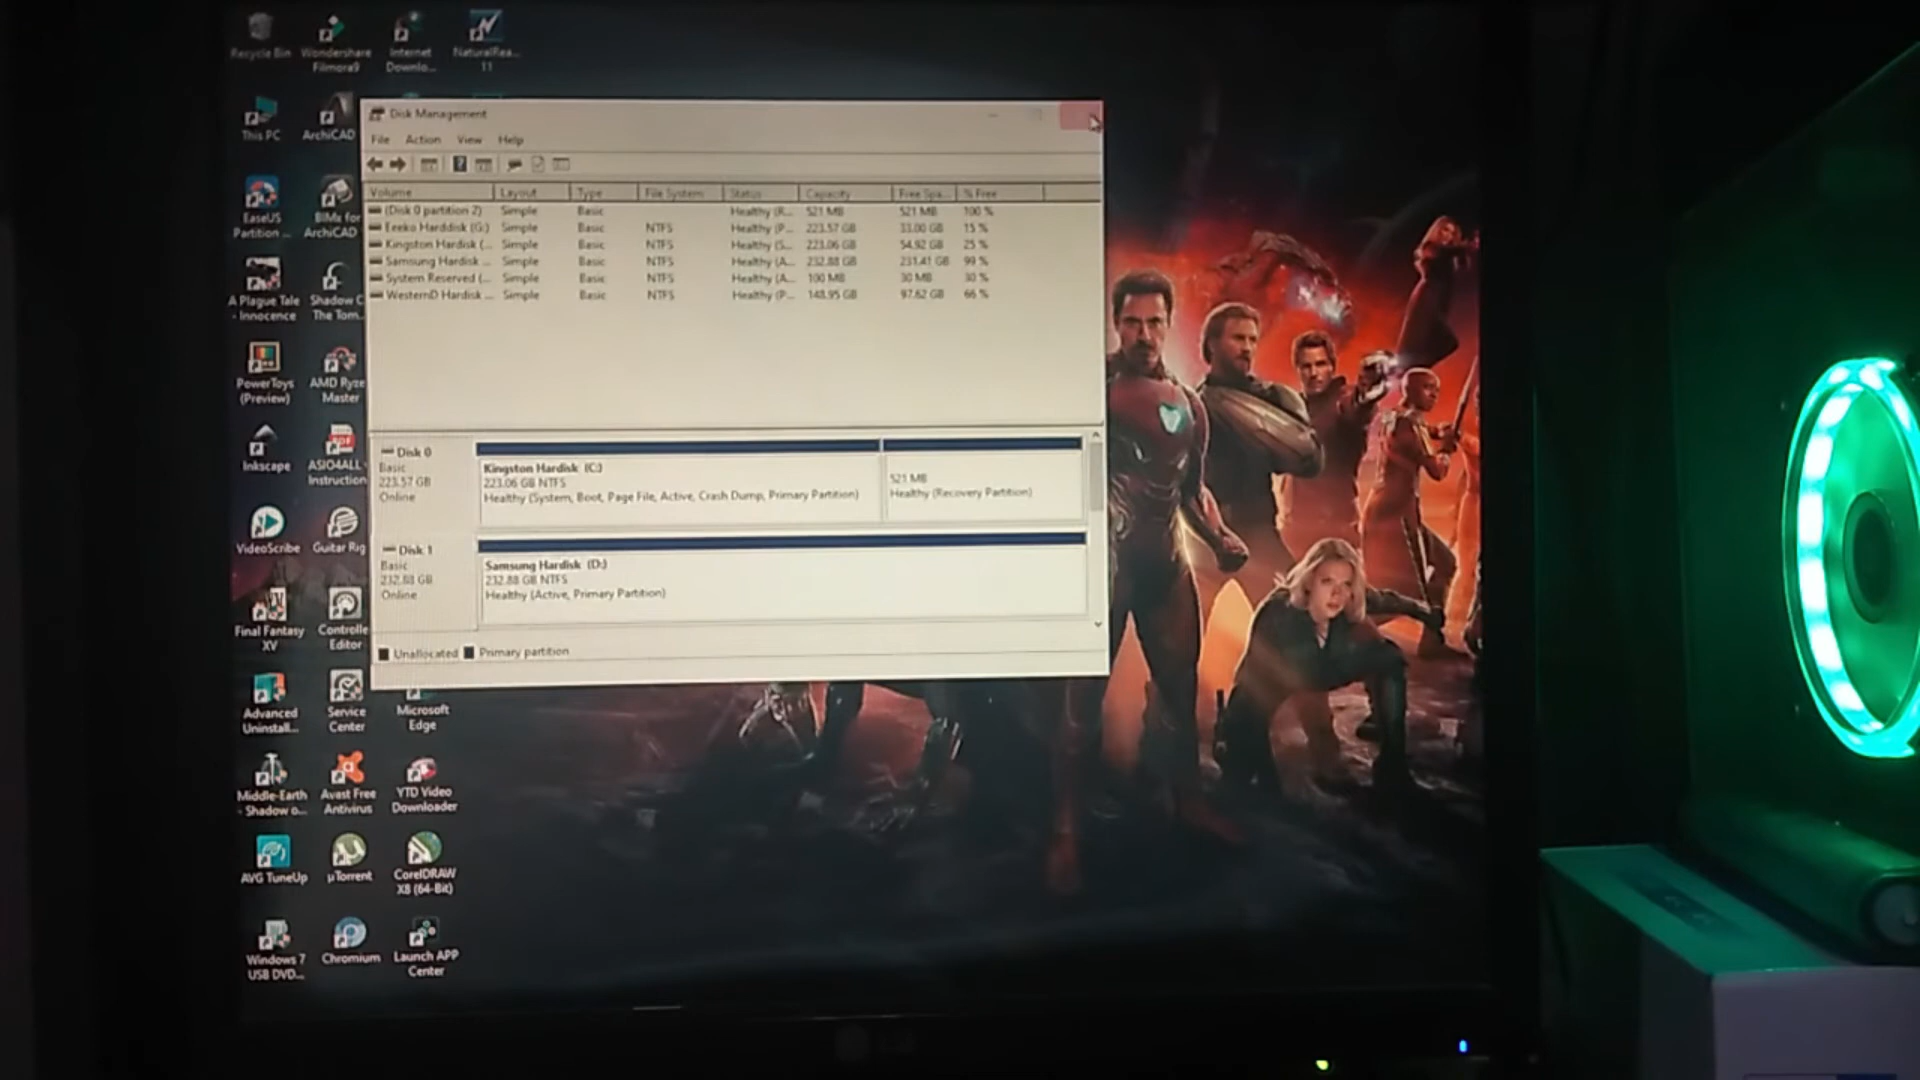 Recycle Bin
Wondershare
Filmora9
Internet
Downlo...
NaturalRea...
11
This PC
ArchiCAD
EaseUS
Partition ...
BIMx for
ArchiCAD
A Plague Tale
- Innocence
Shadow
The Tom...
PowerToys
(Preview)
AMD Ryze
Master
Inkscape
ASIO4ALL
Instruction
VideoScribe
Guitar Rig
Final Fantasy
XV
Controlle
Editor
Advanced
Uninstall...
Service
Center
Microsoft
Edge
Middle-Earth
- Shadow o...
Avast Free
Antivirus
YTD Video
Downloader
AVG TuneUp
µTorrent
CorelDRAW
X8 (64-Bit)
Windows 7
USB DVD...
Chromium
Launch APP
Center
Disk Management
File Action View Help
Volume Layout Type File System Status Capacity Free Spa... % Free
(Disk 0 partition 2) Simple Basic Healthy (R... 521 MB 521 MB 100 %
Eeeko Harddisk (G:) Simple Basic NTFS Healthy (P... 223.57 GB 33.00 GB 15 %
Kingston Hardisk (... Simple Basic NTFS Healthy (S... 223.06 GB 54.92 GB 25 %
Samsung Hardisk ... Simple Basic NTFS Healthy (A... 232.88 GB 231.41 GB 99 %
System Reserved (... Simple Basic NTFS Healthy (A... 100 MB 30 MB 30 %
WesternD Hardisk ... Simple Basic NTFS Healthy (P... 148.95 GB 97.62 GB 66 %
Disk 0
Basic
223.57 GB
Online
Kingston Hardisk (C:)
223.06 GB NTFS
Healthy (System, Boot, Page File, Active, Crash Dump, Primary Partition)
521 MB
Healthy (Recovery Partition)
Disk 1
Basic
232.88 GB
Online
Samsung Hardisk (D:)
232.88 GB NTFS
Healthy (Active, Primary Partition)
Unallocated Primary partition